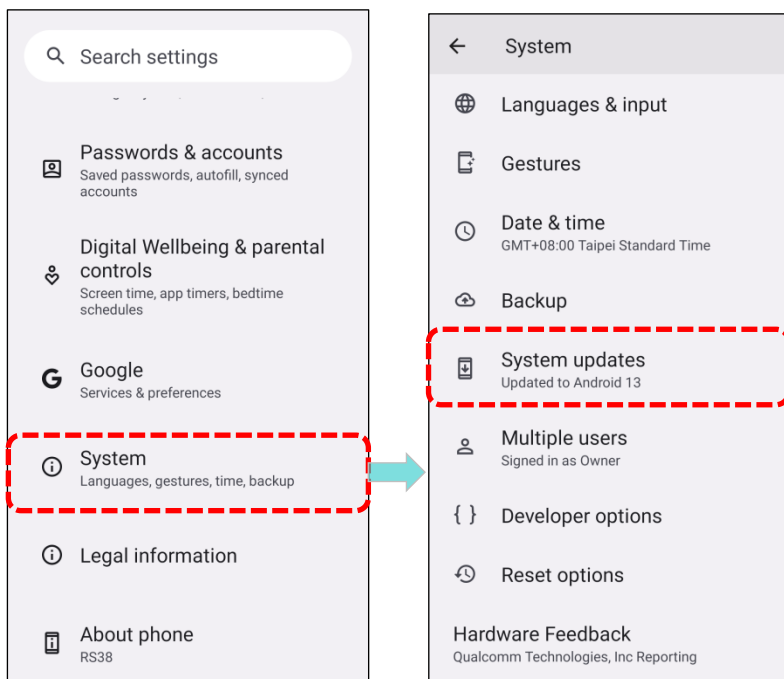 Search settings
Passwords & accounts
Saved passwords, autofill, synced
accounts
Digital Wellbeing & parental
controls
Screen time, app timers, bedtime
schedules
Google
Services & preferences
System
Languages, gestures, time, backup
Legal information
About phone
RS38
System
Languages & input
Gestures
Date & time
GMT+08:00 Taipei Standard Time
Backup
System updates
Updated to Android 13
Multiple users
Signed in as Owner
{ } Developer options
Reset options
Hardware Feedback
Qualcomm Technologies, Inc Reporting